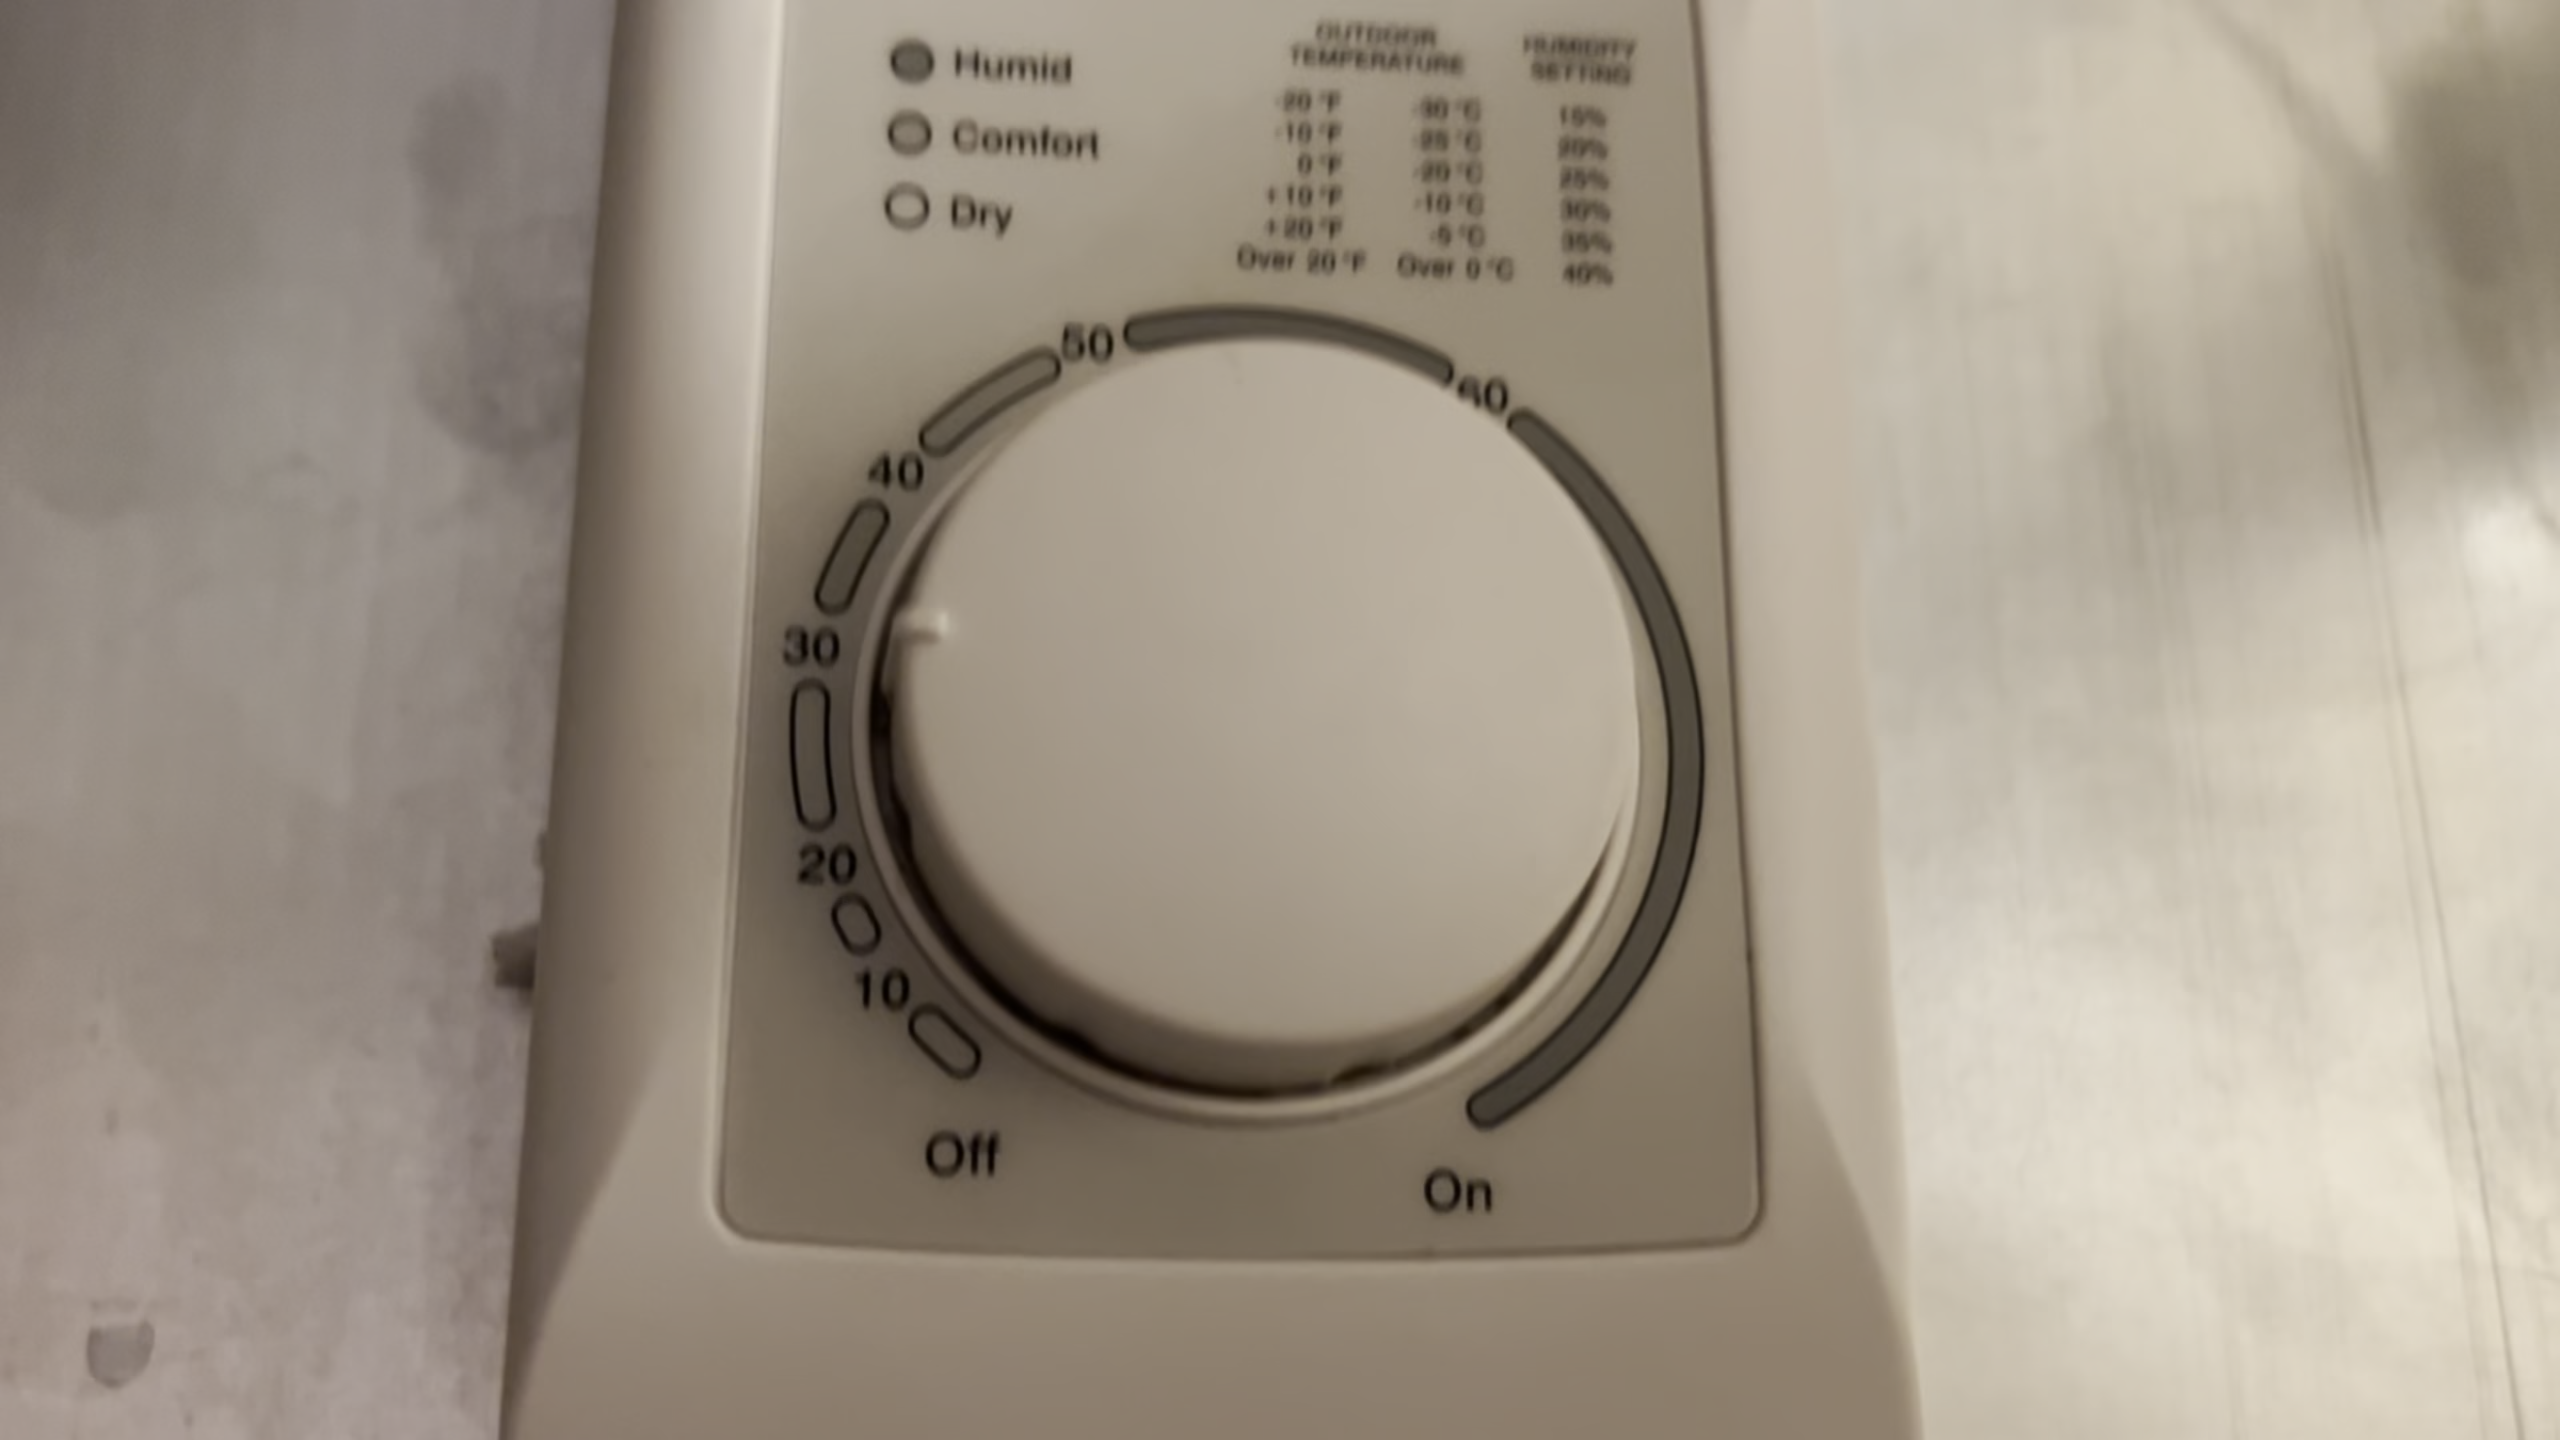 Humid
Comfort
Dry
OUTDOOR TEMPERATURE HUMIDITY SETTING
-20 °F -30 °C 15%
-10 °F -25 °C 20%
0 °F -20 °C 25%
+10 °F -10 °C 30%
+20 °F -5 °C 35%
Over 20 °F Over 0 °C 40%
50
60
40
30
20
10
Off
On